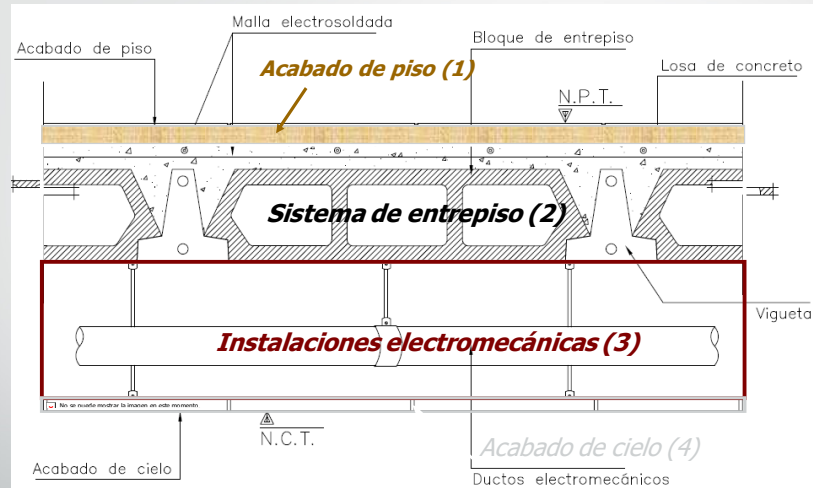 Malla electrosoldada
Acabado de piso
Bloque de entrepiso
Acabado de piso (1)
Losa de concreto
N.P.T.
Sistema de entrepiso (2)
Vigueta
Instalaciones electromecánicas (3)
No se puede mostrar la imagen en este momento.
N.C.T.
Acabado de cielo (4)
Acabado de cielo
Ductos electromecánicos